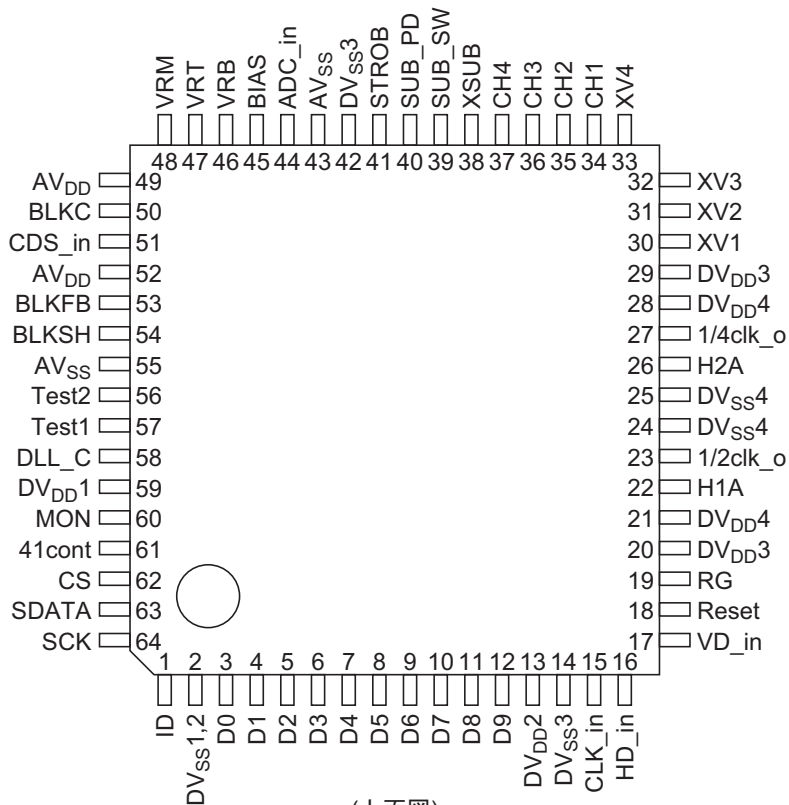 VRM
VRT
VRB
BIAS
ADC_in
AVSS
DVSS3
STROB
SUB_PD
SUB_SW
XSUB
CH4
CH3
CH2
CH1
XV4
48 47 46 45 44 43 42 41 40 39 38 37 36 35 34 33
AVDD 49
BLKC 50
CDS_in 51
AVDD 52
BLKFB 53
BLKSH 54
AVSS 55
Test2 56
Test1 57
DLL_C 58
DVDD1 59
MON 60
41cont 61
CS 62
SDATA 63
SCK 64
32 XV3
31 XV2
30 XV1
29 DVDD3
28 DVDD4
27 1/4clk_o
26 H2A
25 DVSS4
24 DVSS4
23 1/2clk_o
22 H1A
21 DVDD4
20 DVDD3
19 RG
18 Reset
17 VD_in
1 2 3 4 5 6 7 8 9 10 11 12 13 14 15 16
ID
DVSS1,2
D0
D1
D2
D3
D4
D5
D6
D7
D8
D9
DVDD2
DVSS3
CLK_in
HD_in